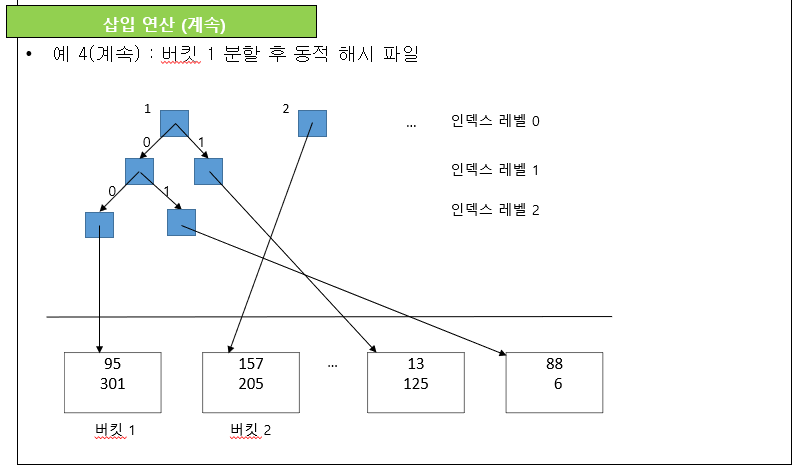 삽입 연산 (계속)
• 예 4(계속) : 버킷 1 분할 후 동적 해시 파일
1 2 ... 인덱스 레벨 0
0 1
인덱스 레벨 1
0 1
인덱스 레벨 2
95 157 ... 13 88
301 205 125 6
버킷 1 버킷 2